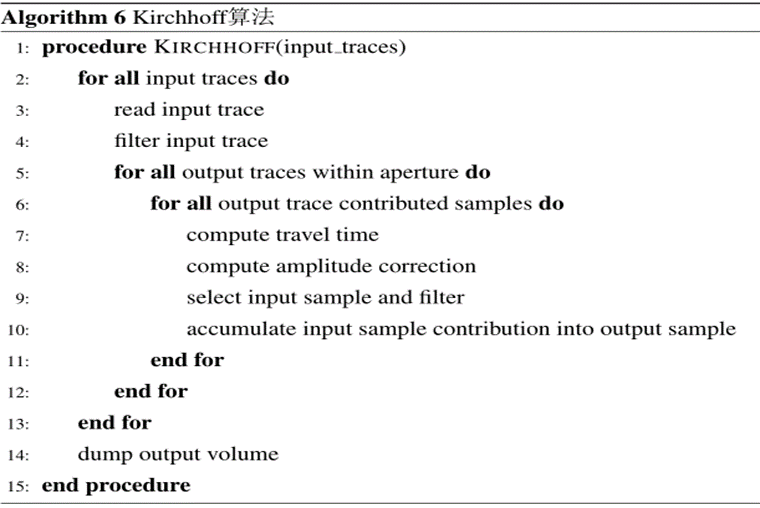 Algorithm 6 Kirchhoff算法
1: procedure KIRCHHOFF(input_traces)
2: for all input traces do
3: read input trace
4: filter input trace
5: for all output traces within aperture do
6: for all output trace contributed samples do
7: compute travel time
8: compute amplitude correction
9: select input sample and filter
10: accumulate input sample contribution into output sample
11: end for
12: end for
13: end for
14: dump output volume
15: end procedure